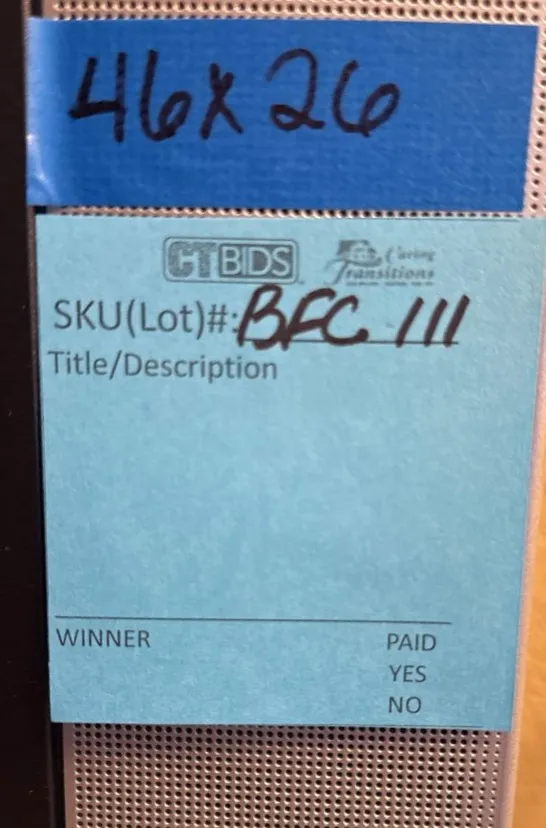 46x26
CTBIDS
Caring
Transitions
SKU(Lot)#: BFC 111
Title/Description
WINNER PAID
YES
NO